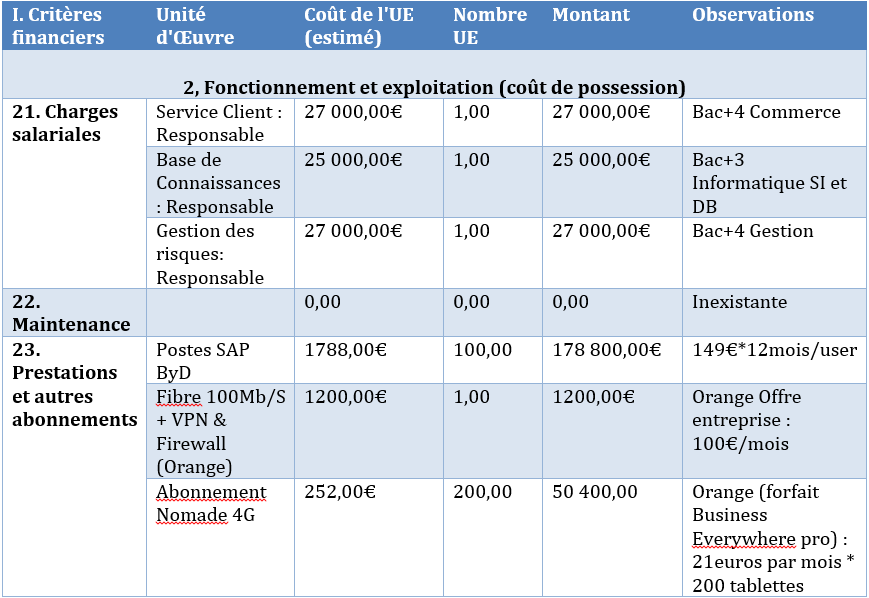 I. Critères financiers | Unité d'Œuvre | Coût de l'UE (estimé) | Nombre UE | Montant | Observations
2, Fonctionnement et exploitation (coût de possession)
21. Charges salariales | Service Client : Responsable | 27 000,00€ | 1,00 | 27 000,00€ | Bac+4 Commerce
Base de Connaissances : Responsable | 25 000,00€ | 1,00 | 25 000,00€ | Bac+3 Informatique SI et DB
Gestion des risques: Responsable | 27 000,00€ | 1,00 | 27 000,00€ | Bac+4 Gestion
22. Maintenance | 0,00 | 0,00 | 0,00 | Inexistante
23. Prestations et autres abonnements | Postes SAP ByD | 1788,00€ | 100,00 | 178 800,00€ | 149€*12mois/user
Fibre 100Mb/S + VPN & Firewall (Orange) | 1200,00€ | 1,00 | 1200,00€ | Orange Offre entreprise : 100€/mois
Abonnement Nomade 4G | 252,00€ | 200,00 | 50 400,00 | Orange (forfait Business Everywhere pro) : 21euros par mois * 200 tablettes